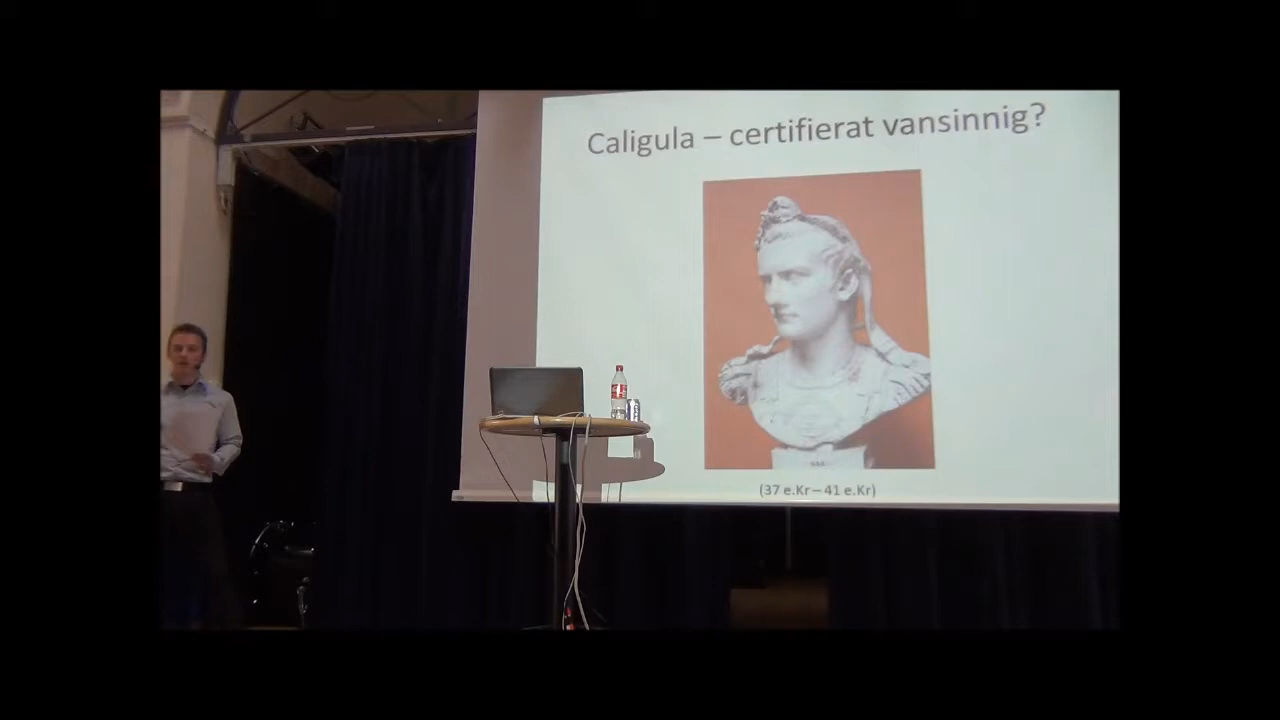 Caligula – certifierat vansinnig?
(37 e.Kr – 41 e.Kr)